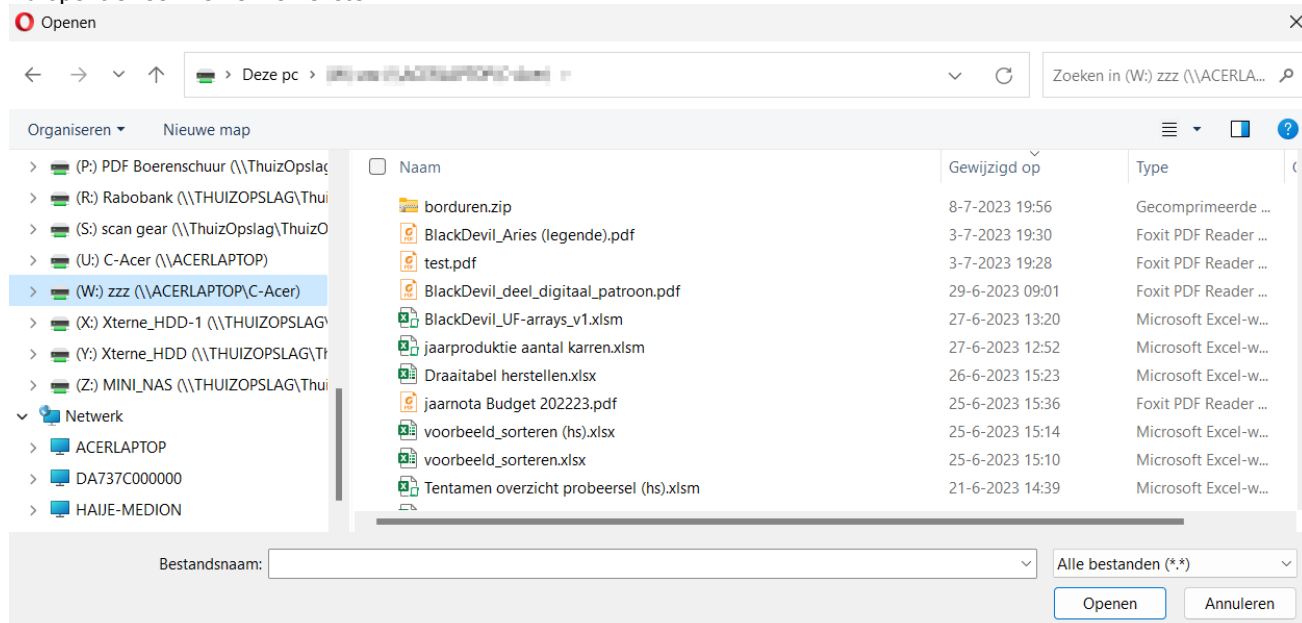 Openen
Deze pc
Zoeken in (W:) zzz (\\ACERLA...
Organiseren
Nieuwe map
(P:) PDF Boerenschuur (\\ThuizOpslag
(R:) Rabobank (\\THUIZOPSLAG\Thui
(S:) scan gear (\\ThuizOpslag\ThuizO
(U:) C-Acer (\\ACERLAPTOP)
(W:) zzz (\\ACERLAPTOP\C-Acer)
(X:) Xterne_HDD-1 (\\THUIZOPSLAG\
(Y:) Xterne_HDD (\\THUIZOPSLAG\Th
(Z:) MINI_NAS (\\THUIZOPSLAG\Thui
Netwerk
ACERLAPTOP
DA737C000000
HAIJE-MEDION
Naam Gewijzigd op Type
borduren.zip 8-7-2023 19:56 Gecomprimeerde ...
BlackDevil_Aries (legende).pdf 3-7-2023 19:30 Foxit PDF Reader ...
test.pdf 3-7-2023 19:28 Foxit PDF Reader ...
BlackDevil_deel_digitaal_patroon.pdf 29-6-2023 09:01 Foxit PDF Reader ...
BlackDevil_UF-arrays_v1.xlsm 27-6-2023 13:20 Microsoft Excel-w...
jaarproduktie aantal karren.xlsm 27-6-2023 12:52 Microsoft Excel-w...
Draaitabel herstellen.xlsx 26-6-2023 15:23 Microsoft Excel-w...
jaarnota Budget 202223.pdf 25-6-2023 15:36 Foxit PDF Reader ...
voorbeeld_sorteren (hs).xlsx 25-6-2023 15:14 Microsoft Excel-w...
voorbeeld_sorteren.xlsx 25-6-2023 15:10 Microsoft Excel-w...
Tentamen overzicht probeersel (hs).xlsm 21-6-2023 14:39 Microsoft Excel-w...
Bestandsnaam:
Alle bestanden (*.*)
Openen
Annuleren